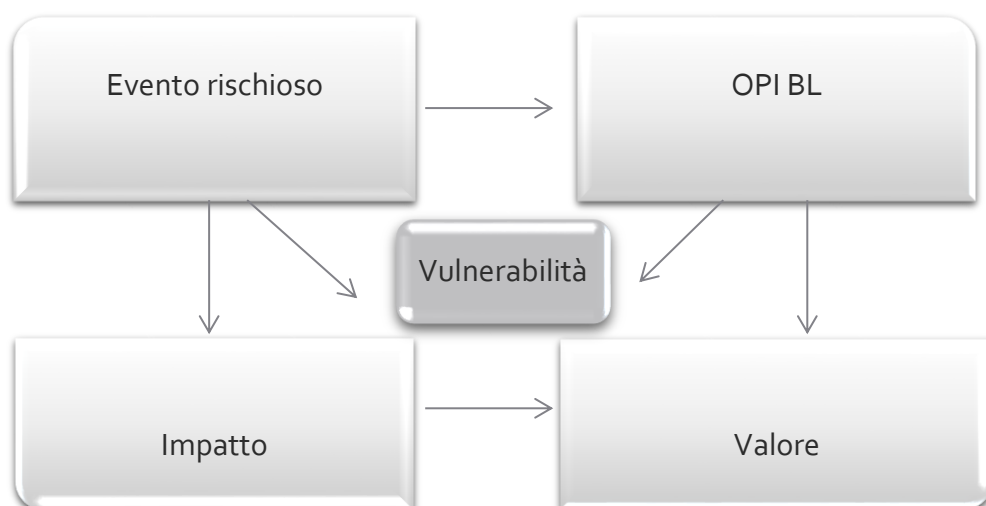 Evento rischioso
OPI BL
Vulnerabilità
Impatto
Valore